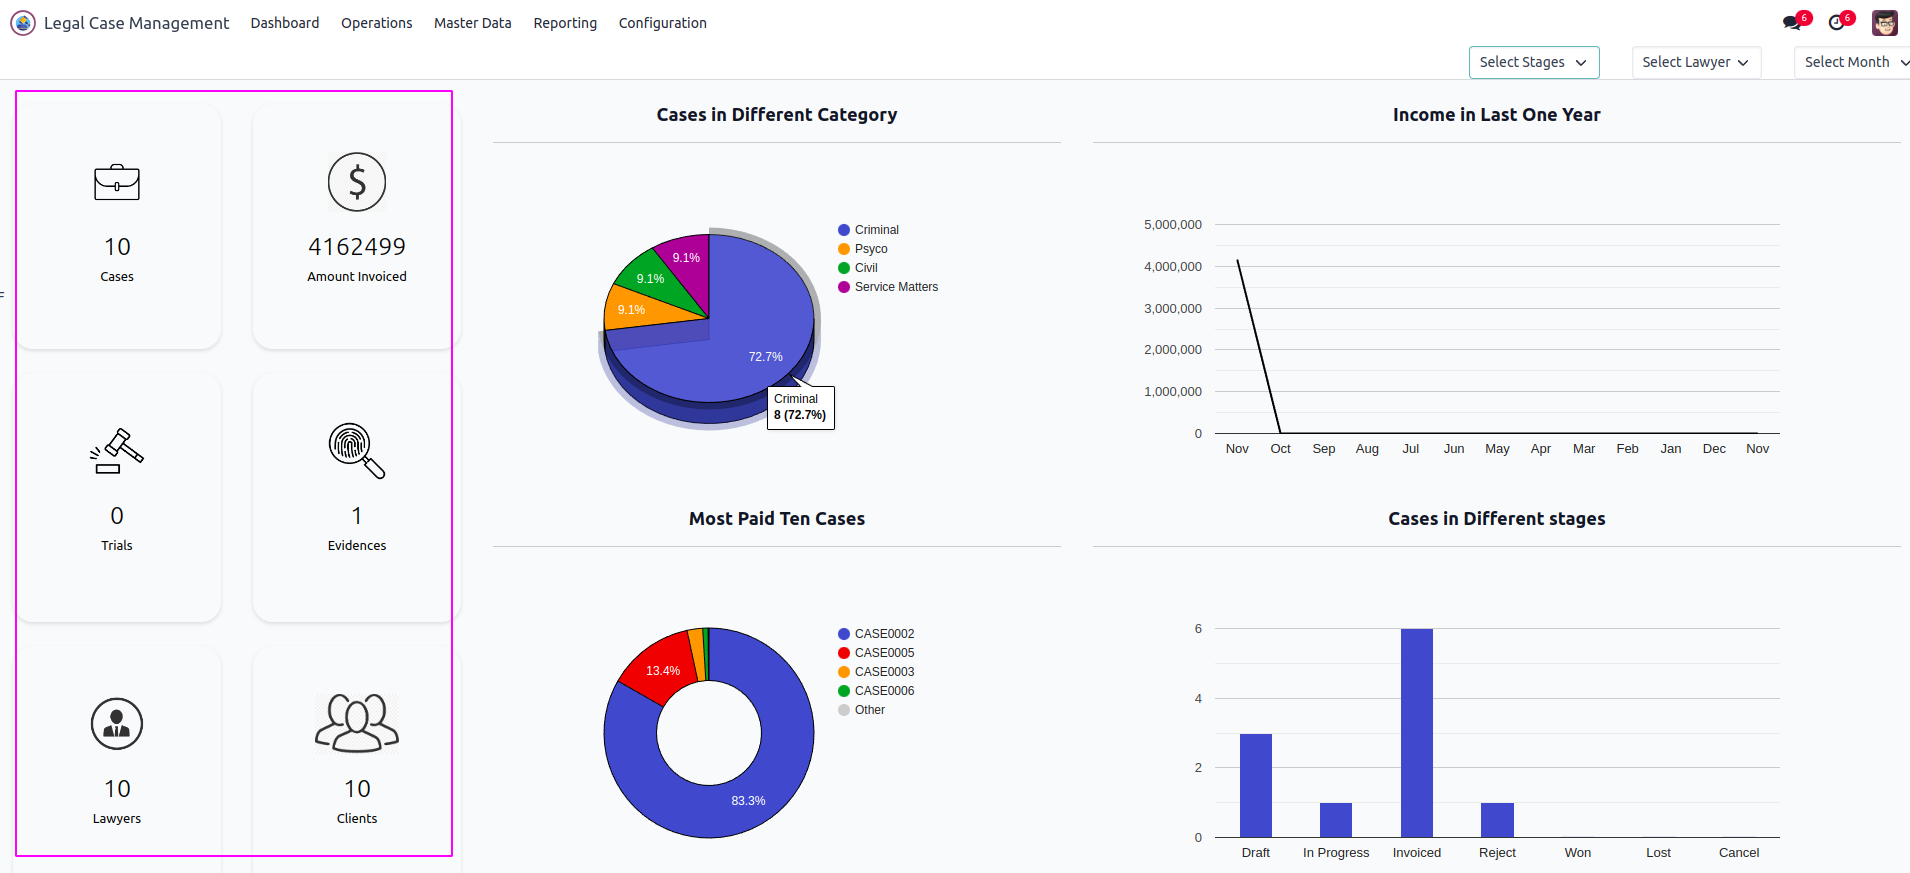 Legal Case Management Dashboard Operations Master Data Reporting Configuration 6 6
Select Stages Select Lawyer Select Month
10
Cases
$
4162499
Amount Invoiced
0
Trials
1
Evidences
10
Lawyers
10
Clients
Cases in Different Category
Criminal
Psyco
Civil
Service Matters
9.1%
9.1%
9.1%
72.7%
Criminal
8 (72.7%)
Income in Last One Year
5,000,000
4,000,000
3,000,000
2,000,000
1,000,000
0
Nov Oct Sep Aug Jul Jun May Apr Mar Feb Jan Dec Nov
Most Paid Ten Cases
CASE0002
CASE0005
CASE0003
CASE0006
Other
13.4%
83.3%
Cases in Different stages
6
4
2
0
Draft In Progress Invoiced Reject Won Lost Cancel